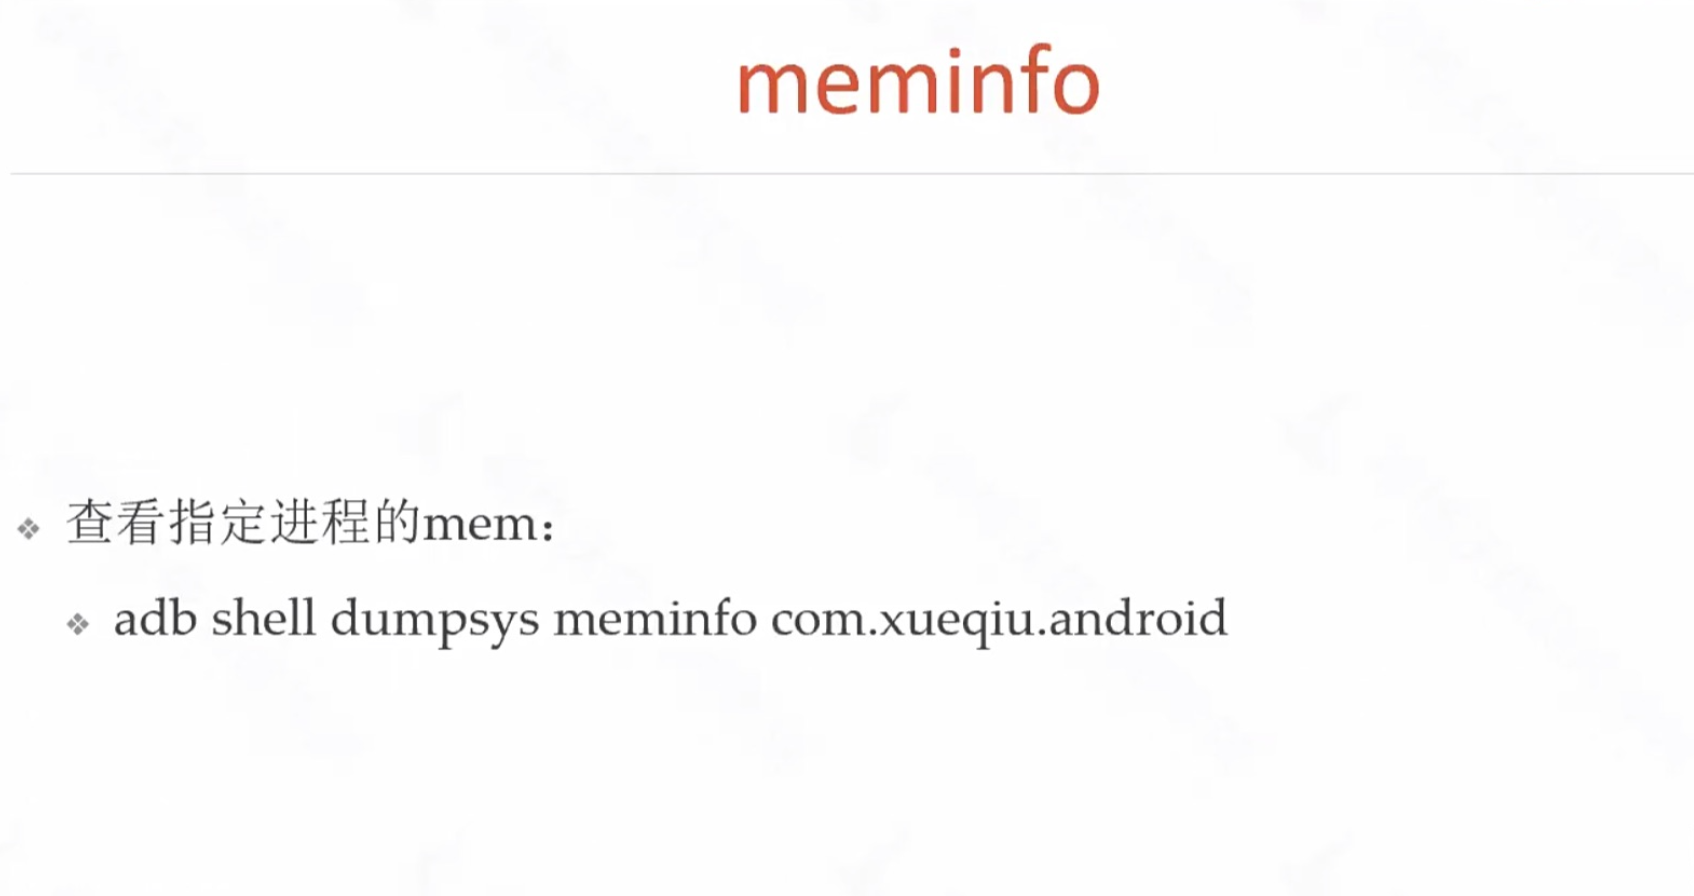 meminfo
查看指定进程的mem：
adb shell dumpsys meminfo com.xueqiu.android